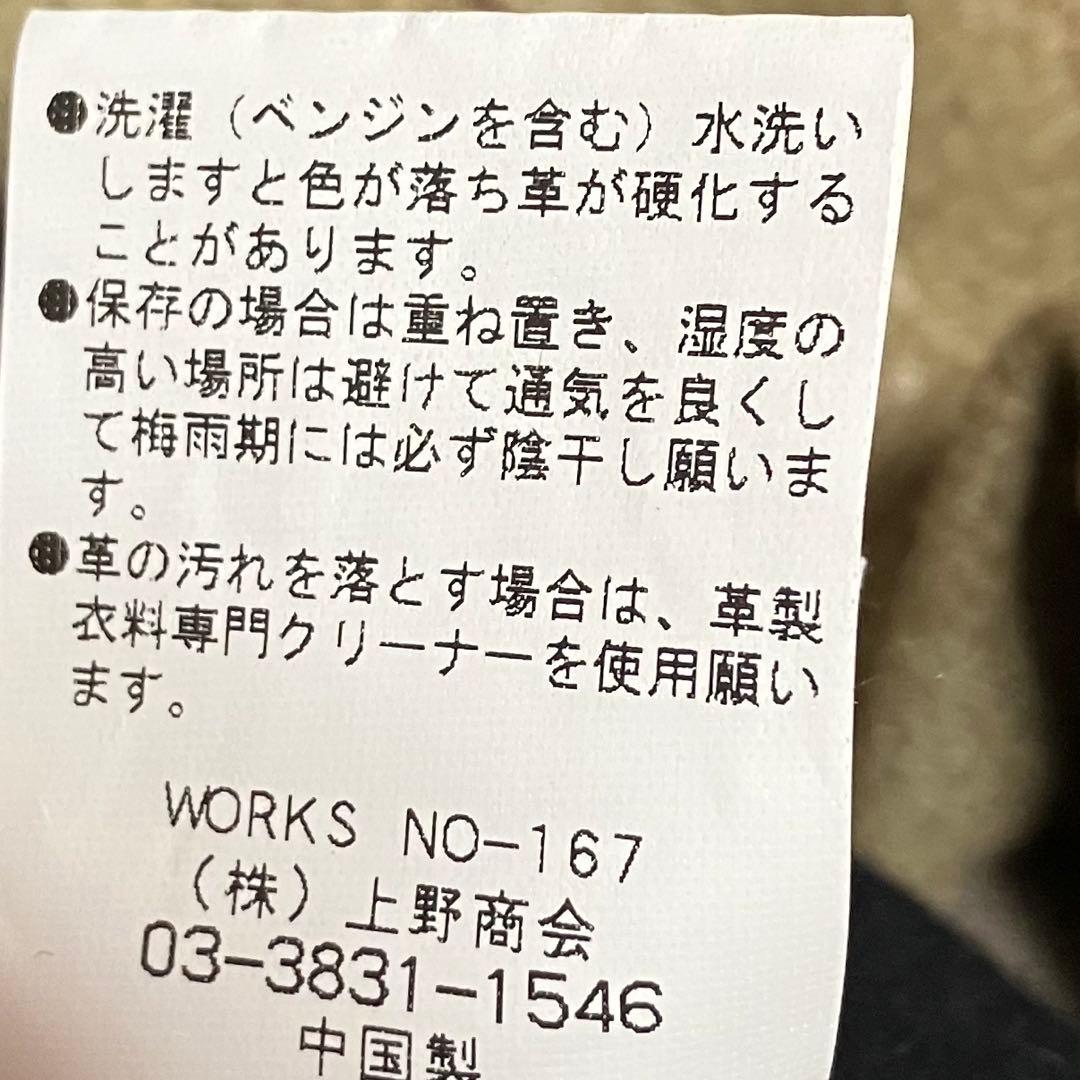 ●洗濯（ベンジンを含む）水洗い
しますと色が落ち革が硬化する
ことがあります。
●保存の場合は重ね置き、湿度の
高い場所は避けて通気を良くし
て梅雨期には必ず陰干し願いま
す。
●革の汚れを落とす場合は、革製
衣料専門クリーナーを使用願い
ます。
WORKS NO-167
（株）上野商会
03-3831-1546
中国製